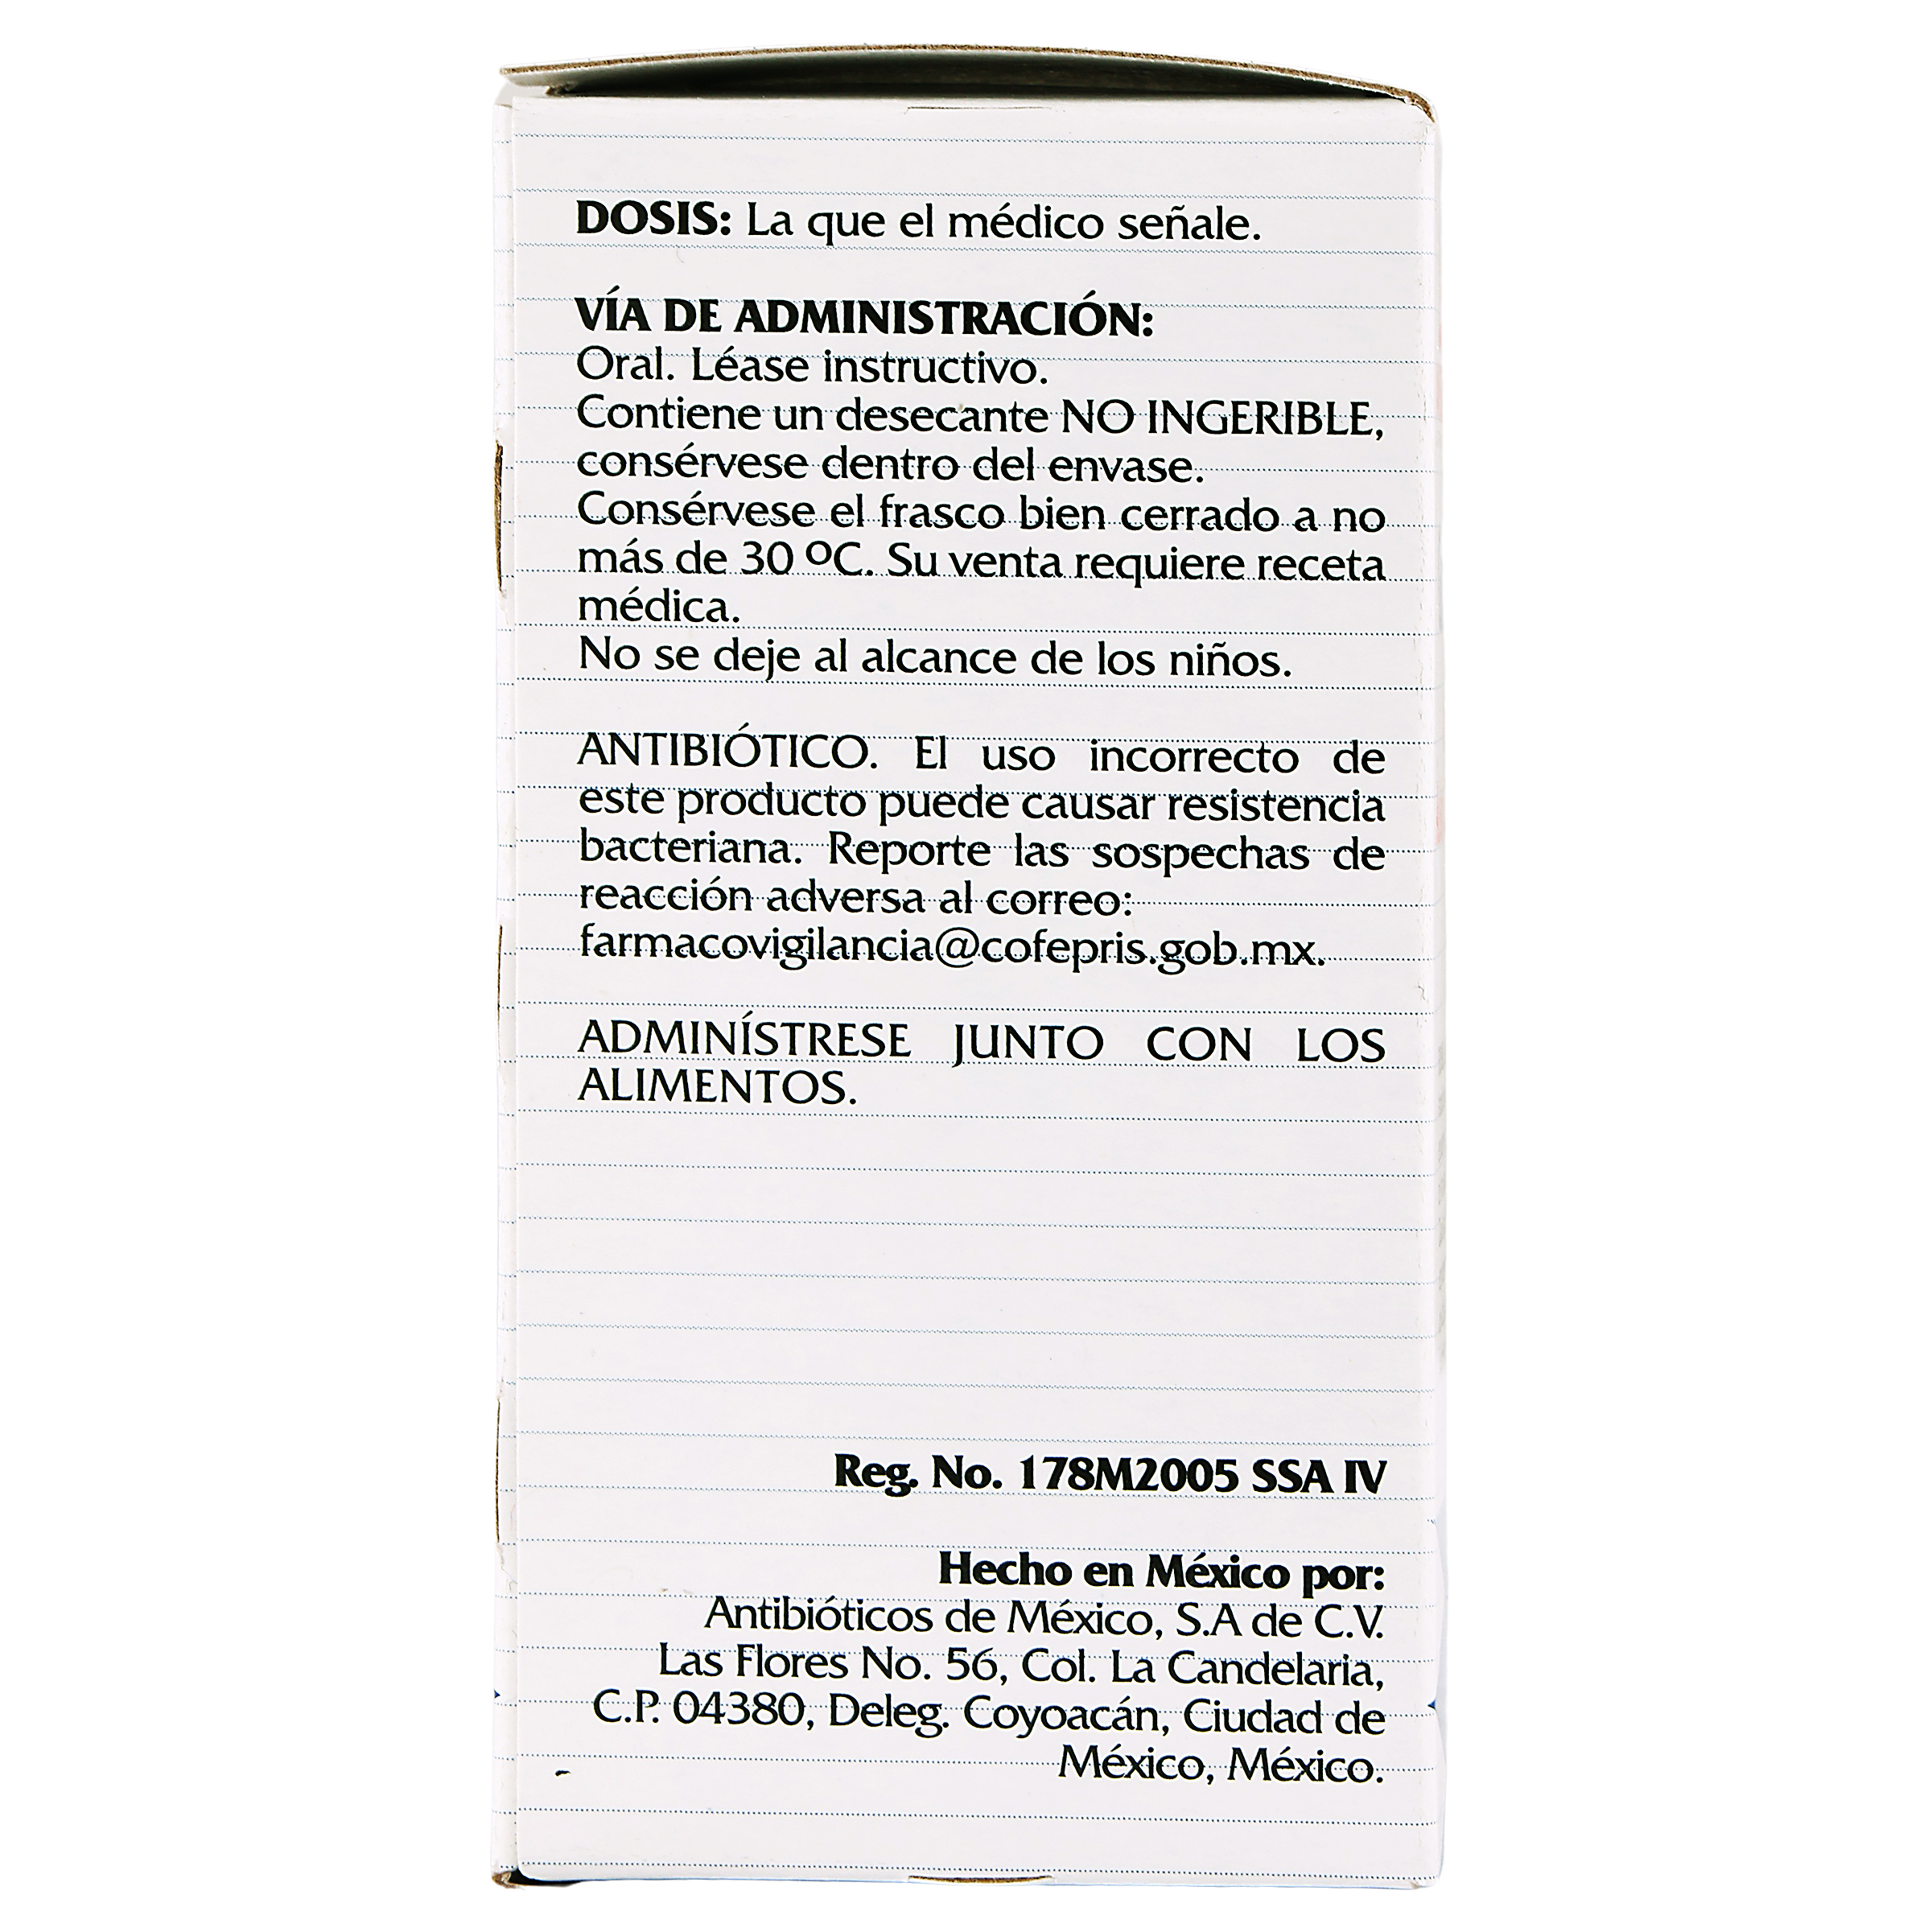 DOSIS: La que el médico señale.
VÍA DE ADMINISTRACIÓN:
Oral. Léase instructivo.
Contiene un desecante NO INGERIBLE,
consérvese dentro del envase.
Consérvese el frasco bien cerrado a no
más de 30 ºC. Su venta requiere receta
médica.
No se deje al alcance de los niños.
ANTIBIÓTICO. El uso incorrecto de
este producto puede causar resistencia
bacteriana. Reporte las sospechas de
reacción adversa al correo:
farmacovigilancia@cofepris.gob.mx.
ADMINÍSTRESE JUNTO CON LOS
ALIMENTOS.
Reg. No. 178M2005 SSA IV
Hecho en México por:
Antibióticos de México, S.A de C.V.
Las Flores No. 56, Col. La Candelaria,
C.P. 04380, Deleg. Coyoacán, Ciudad de
México, México.